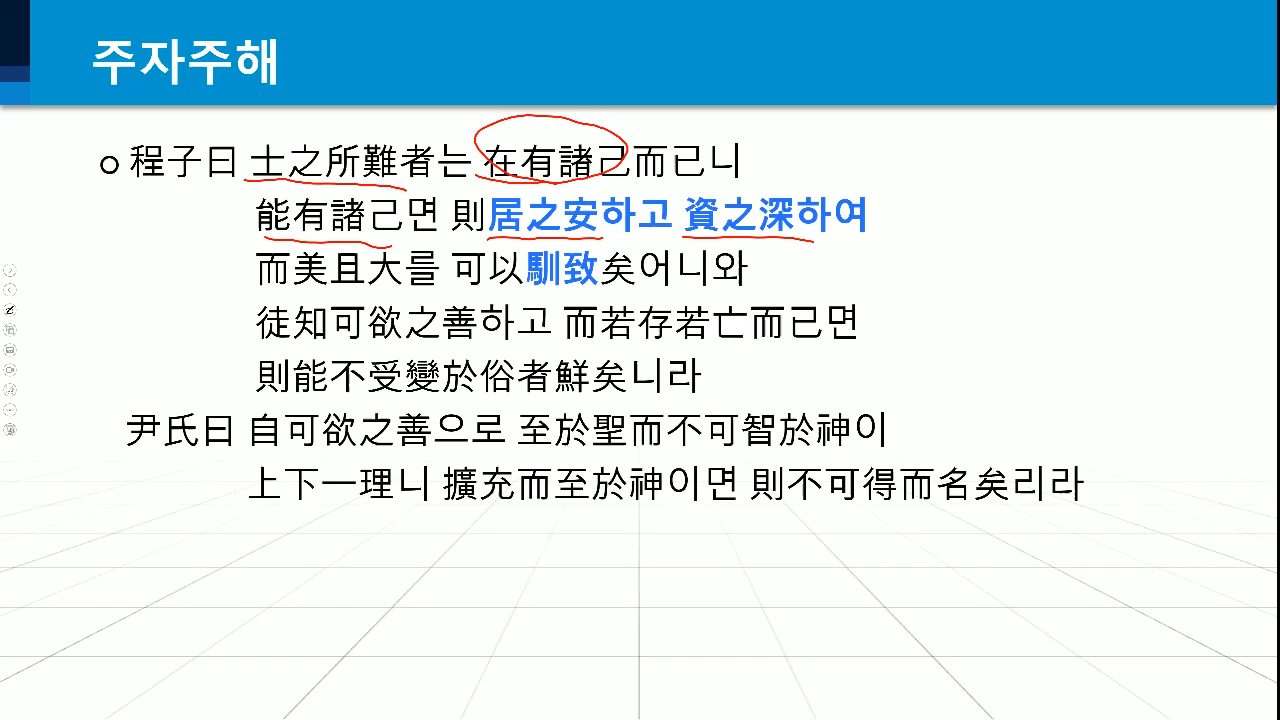 주자주해
ο 程子曰 士之所難者는 在有諸己而已니
能有諸己면 則居之安하고 資之深하여
而美且大를 可以馴致矣어니와
徒知可欲之善하고 而若存若亡而已면
則能不受變於俗者鮮矣니라
尹氏曰 自可欲之善으로 至於聖而不可智於神이
上下一理니 擴充而至於神이면 則不可得而名矣리라